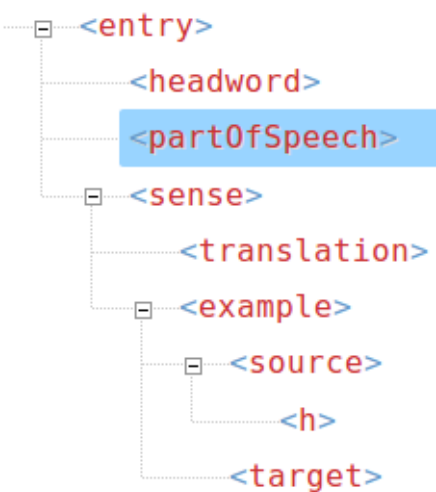 <entry>
<headword>
<partOfSpeech>
<sense>
<translation>
<example>
<source>
<h>
<target>